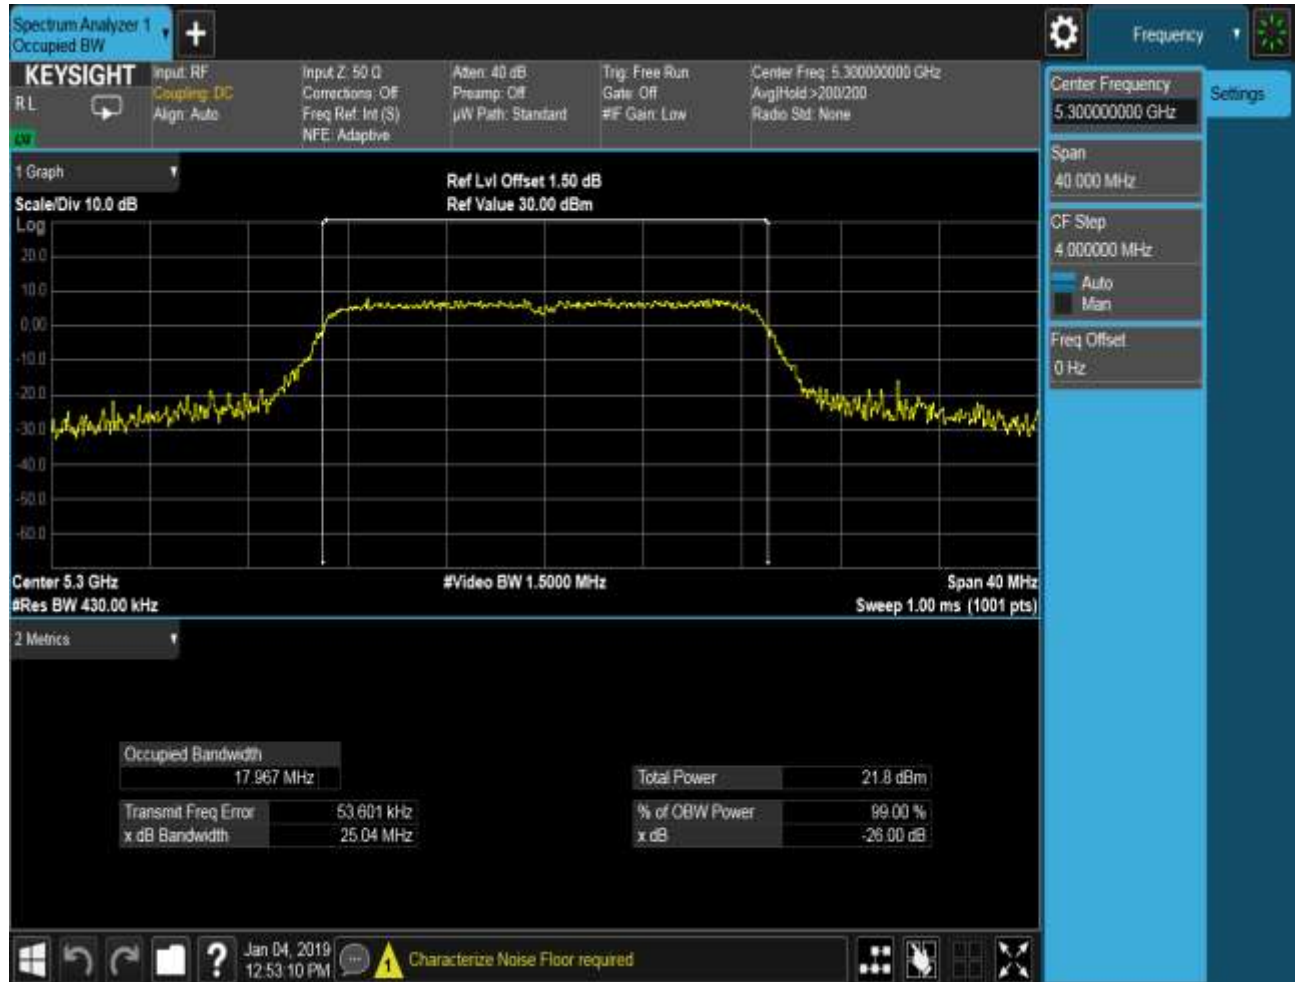 Spectrum Analyzer 1
Occupied BW
Frequency
KEYSIGHT
RL
Input: RF
Coupling: DC
Align: Auto
Input Z: 50 Ω
Corrections: Off
Freq Ref: Int (S)
NFE: Adaptive
Atten: 40 dB
Preamp: Off
µW Path: Standard
Trig: Free Run
Gate: Off
#IF Gain: Low
Center Freq: 5.300000000 GHz
Avg|Hold:>200/200
Radio Std: None
Center Frequency
5.300000000 GHz
Settings
Span
40.000 MHz
CF Step
4.000000 MHz
Auto
Man
Freq Offset
0 Hz
1 Graph
Scale/Div 10.0 dB
Ref Lvl Offset 1.50 dB
Ref Value 30.00 dBm
Log
20.0
10.0
0.00
-10.0
-20.0
-30.0
-40.0
-50.0
-60.0
Center 5.3 GHz
#Video BW 1.5000 MHz
Span 40 MHz
#Res BW 430.00 kHz
Sweep 1.00 ms (1001 pts)
2 Metrics
Occupied Bandwidth
17.967 MHz
Total Power 21.8 dBm
Transmit Freq Error 53.601 kHz
% of OBW Power 99.00 %
x dB Bandwidth 25.04 MHz
x dB -26.00 dB
?
Jan 04, 2019
12:53:10 PM
1
Characterize Noise Floor required